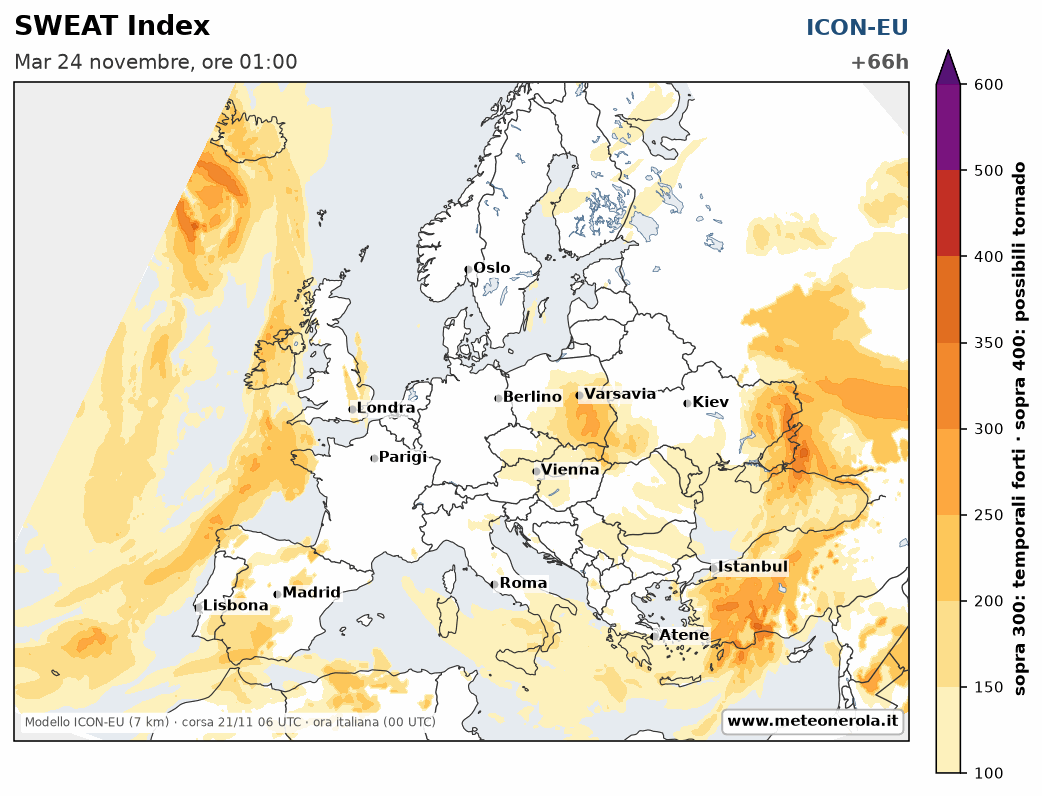 SWEAT Index
ICON-EU
Mar 24 novembre, ore 01:00
+66h
Oslo
Londra
Berlino
Varsavia
Kiev
Parigi
Vienna
Istanbul
Roma
Madrid
Lisbona
Atene
Modello ICON-EU (7 km) · corsa 21/11 06 UTC · ora italiana (00 UTC)
www.meteonerola.it
600
500
400
350
300
250
200
150
100
sopra 300: temporali forti · sopra 400: possibili tornado